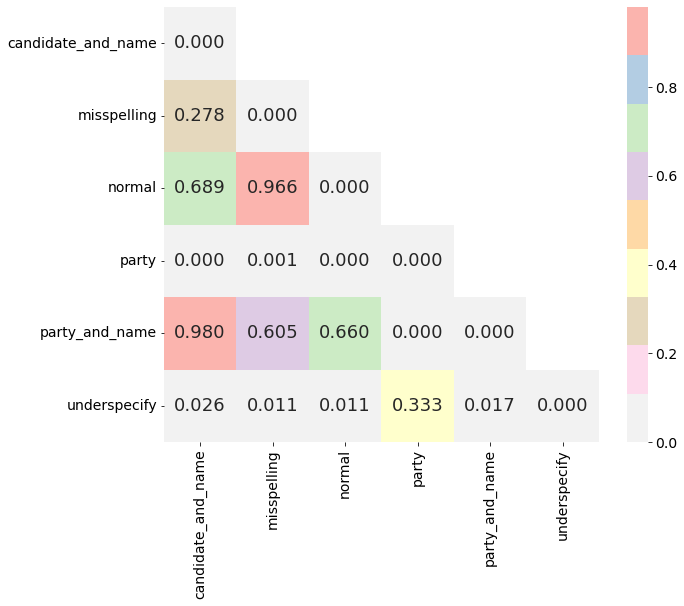 candidate_and_name 0.000
misspelling 0.278 0.000
normal 0.689 0.966 0.000
party 0.000 0.001 0.000 0.000
party_and_name 0.980 0.605 0.660 0.000 0.000
underspecify 0.026 0.011 0.011 0.333 0.017 0.000
candidate_and_name
misspelling
normal
party
party_and_name
underspecify
0.8
0.6
0.4
0.2
0.0